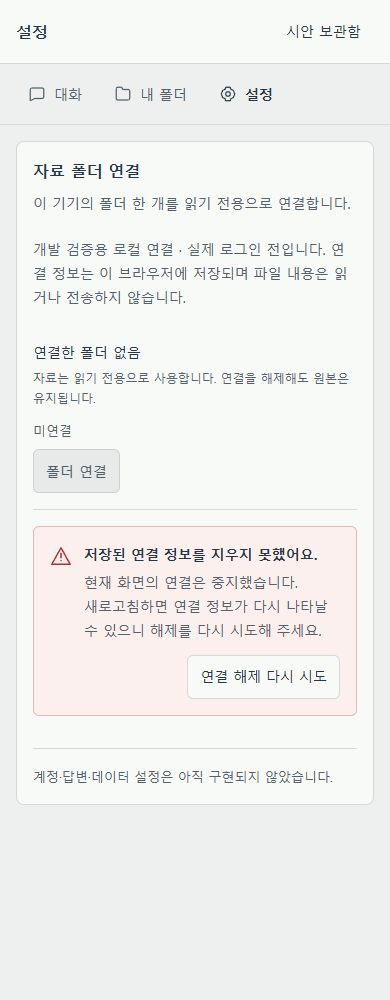 설정
시안 보관함
대화
내 폴더
설정
자료 폴더 연결
이 기기의 폴더 한 개를 읽기 전용으로 연결합니다.
개발 검증용 로컬 연결 · 실제 로그인 전입니다. 연
결 정보는 이 브라우저에 저장되며 파일 내용은 읽
거나 전송하지 않습니다.
연결한 폴더 없음
자료는 읽기 전용으로 사용합니다. 연결을 해제해도 원본은
유지됩니다.
미연결
폴더 연결
저장된 연결 정보를 지우지 못했어요.
현재 화면의 연결은 중지했습니다.
새로고침하면 연결 정보가 다시 나타날
수 있으니 해제를 다시 시도해 주세요.
연결 해제 다시 시도
계정·답변·데이터 설정은 아직 구현되지 않았습니다.